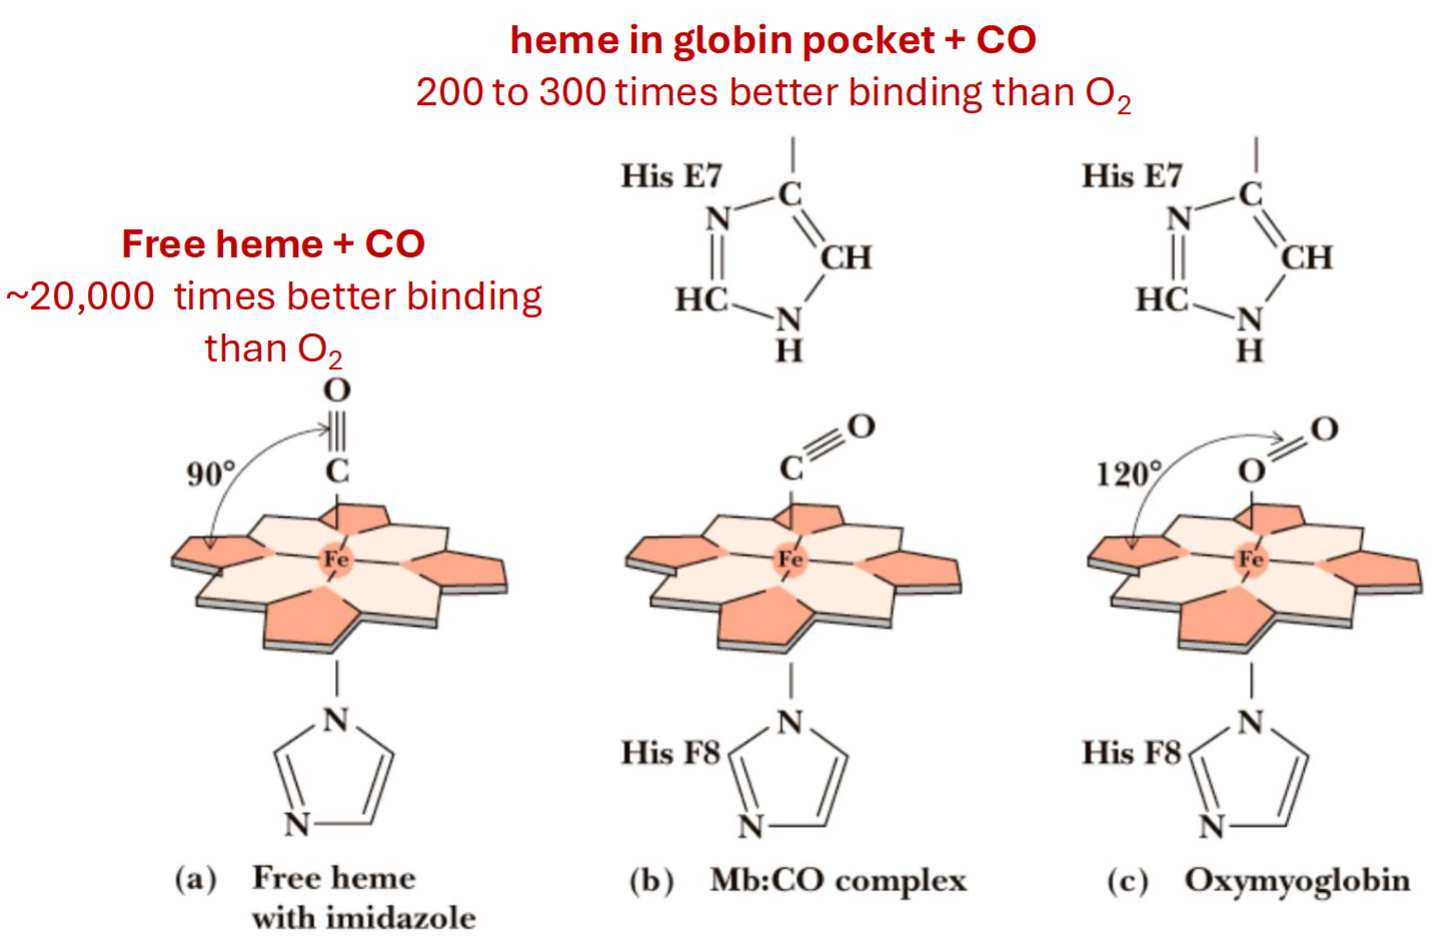 heme in globin pocket + CO
200 to 300 times better binding than O₂
Free heme + CO
~20,000 times better binding
than O₂
O
C
90°
Fe
N
N
(a) Free heme
with imidazole
His E7
C
N
CH
HC
N
H
O
C
Fe
N
His F8
N
(b) Mb:CO complex
His E7
C
N
CH
HC
N
H
O
120°
O
Fe
N
His F8
N
(c) Oxymyoglobin